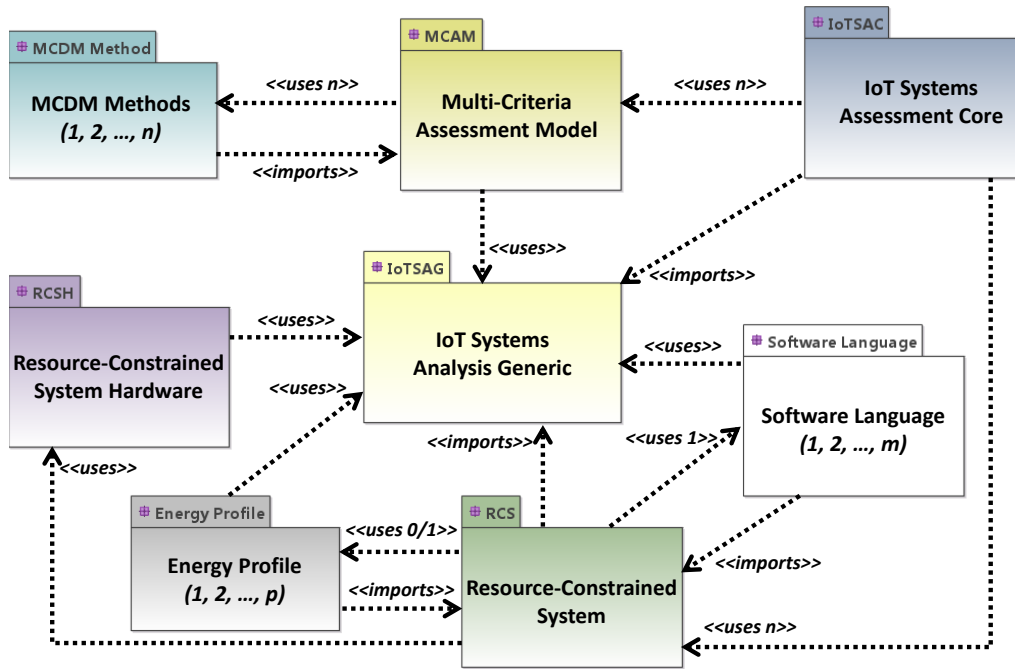 MCDM Method
MCDM Methods
(1, 2, ..., n)
<<uses n>>
<<imports>>
MCAM
Multi-Criteria
Assessment Model
<<uses n>>
IoTSAC
IoT Systems
Assessment Core
<<uses>>
<<imports>>
RCSH
Resource-Constrained
System Hardware
<<uses>>
IoTSAG
IoT Systems
Analysis Generic
<<uses>>
Software Language
Software Language
(1, 2, ..., m)
<<uses>>
<<uses>>
<<imports>>
<<uses 1>>
Energy Profile
Energy Profile
(1, 2, ..., p)
<<uses 0/1>>
<<imports>>
RCS
Resource-Constrained
System
<<imports>>
<<uses n>>